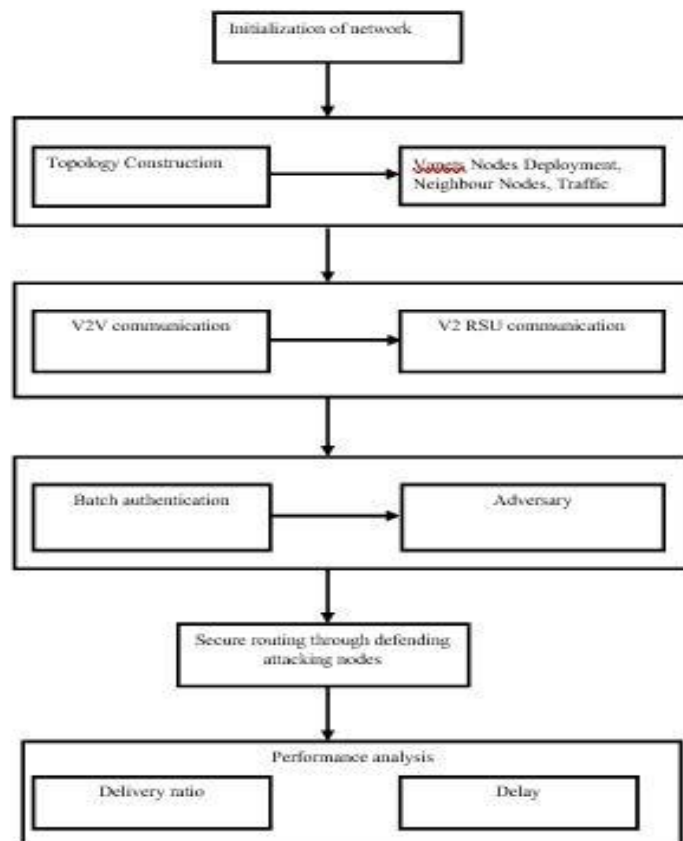 Initialization of network
Topology Construction
Vanets Nodes Deployment,
Neighbour Nodes, Traffic
V2V communication
V2 RSU communication
Batch authentication
Adversary
Secure routing through defending
attacking nodes
Performance analysis
Delivery ratio
Delay